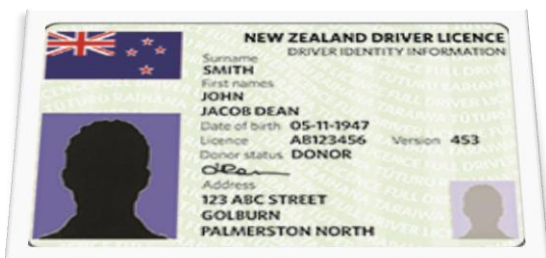 NEW ZEALAND DRIVER LICENCE
DRIVER IDENTITY INFORMATION
Surname
SMITH
First names
JOHN
JACOB DEAN
Date of birth 05-11-1947
Licence AB123456 Version 453
Donor status DONOR
Address
123 ABC STREET
GOLBURN
PALMERSTON NORTH